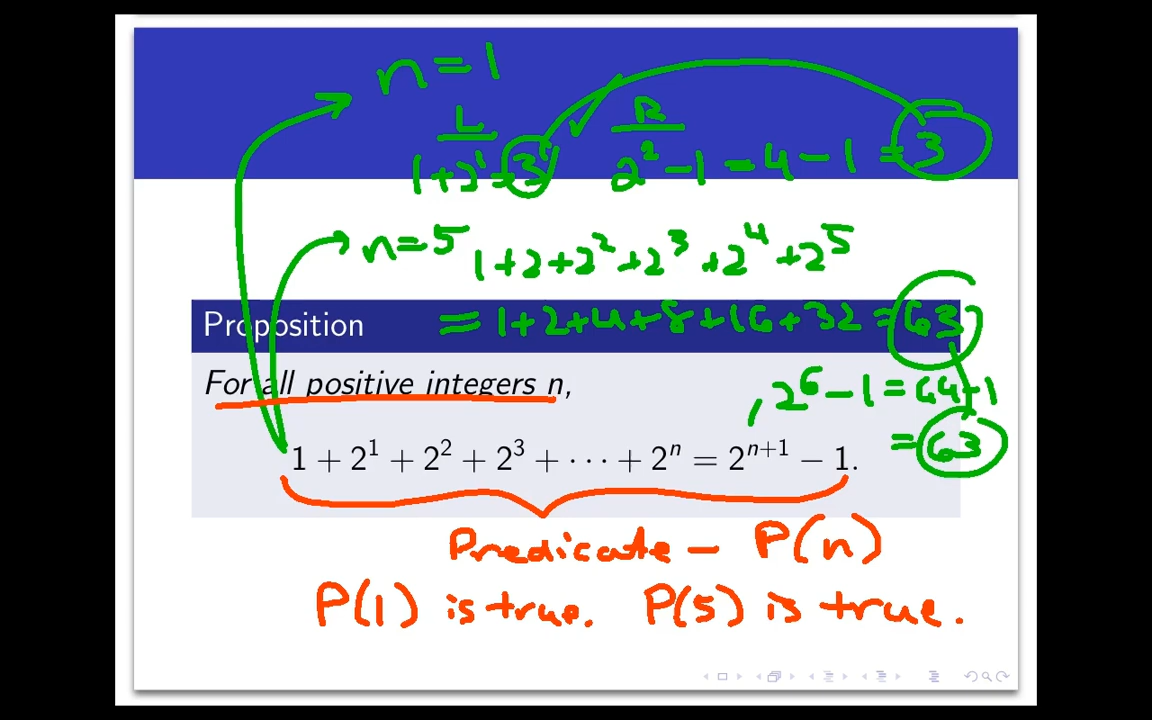 n=1
L R
1+2¹=3 ✓ 2²-1=4-1=3
n=5 1+2+2²+2³+2⁴+2⁵
Proposition =1+2+4+8+16+32=63
For all positive integers n, , 2⁶-1=64-1
=63
1 + 2¹ + 2² + 2³ + ··· + 2ⁿ = 2ⁿ⁺¹ − 1.
Predicate - P(n)
P(1) is true. P(5) is true.